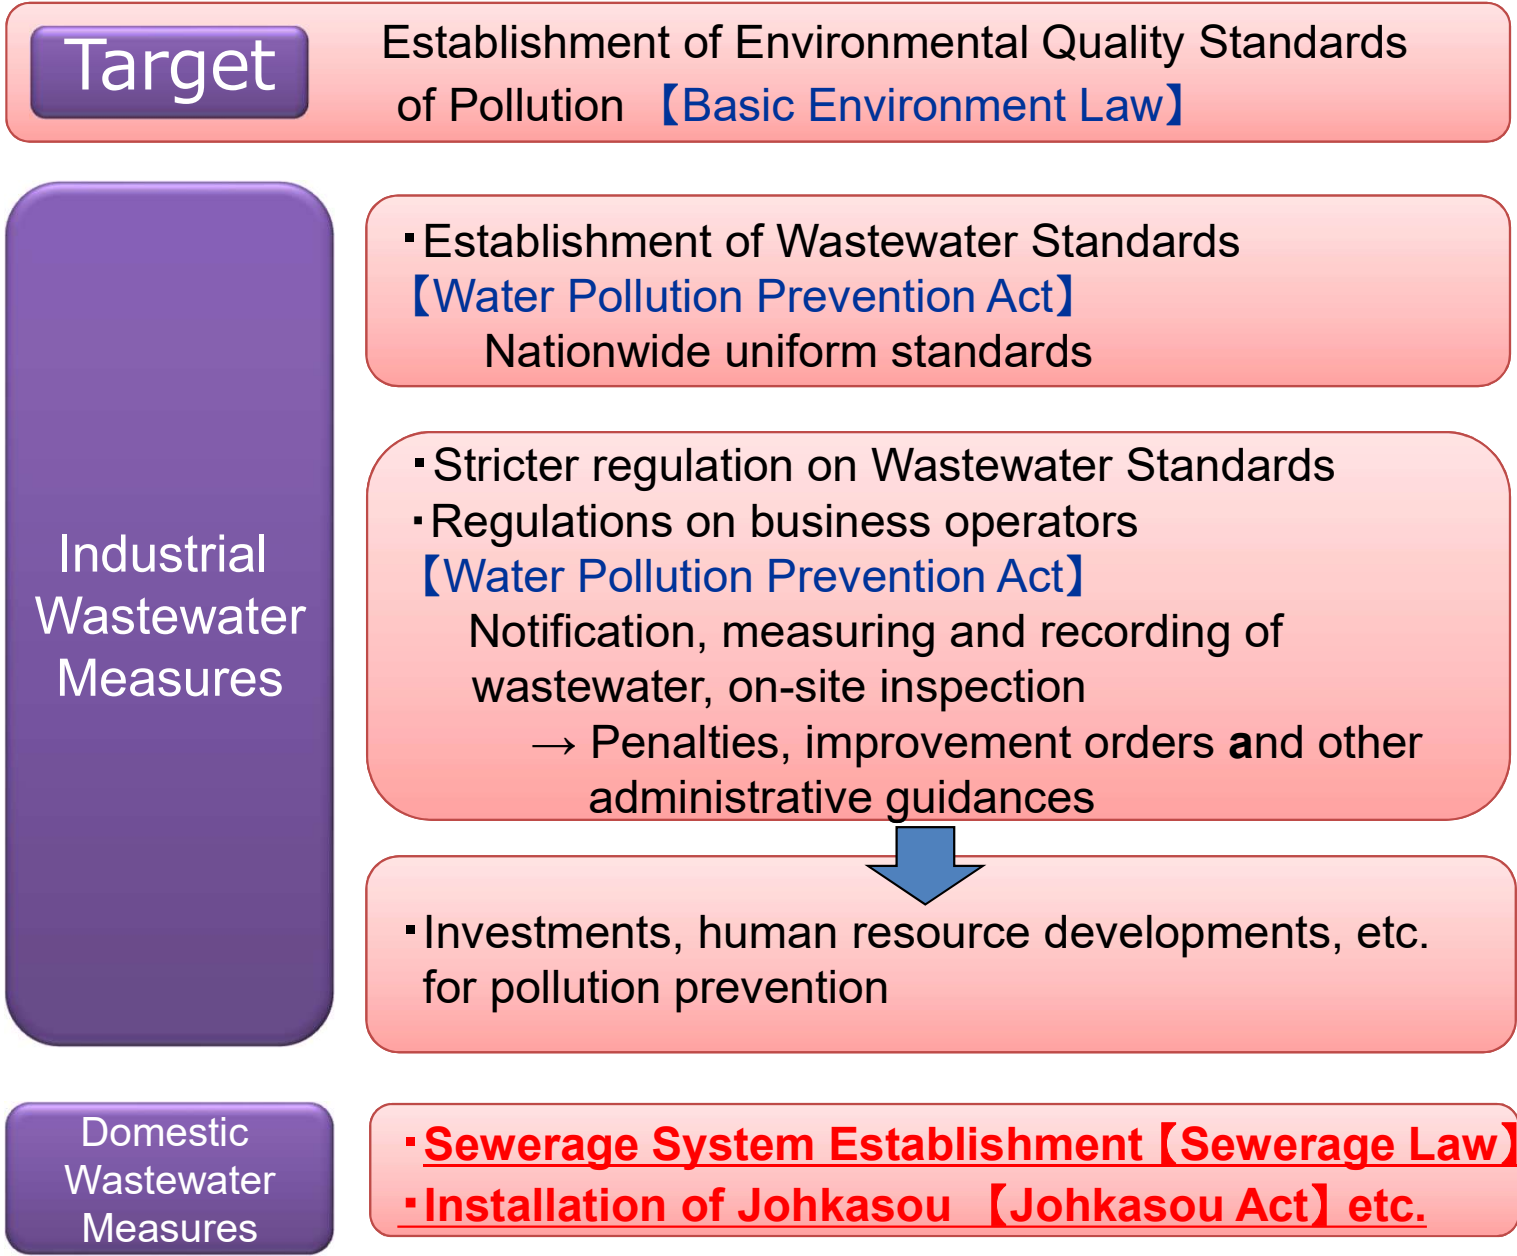 Target
Establishment of Environmental Quality Standards
of Pollution 【Basic Environment Law】
Industrial
Wastewater
Measures
・Establishment of Wastewater Standards
【Water Pollution Prevention Act】
Nationwide uniform standards
・Stricter regulation on Wastewater Standards
・Regulations on business operators
【Water Pollution Prevention Act】
Notification, measuring and recording of
wastewater, on-site inspection
→ Penalties, improvement orders and other
administrative guidances
・Investments, human resource developments, etc.
for pollution prevention
Domestic
Wastewater
Measures
・Sewerage System Establishment【Sewerage Law】
・Installation of Johkasou 【Johkasou Act】etc.